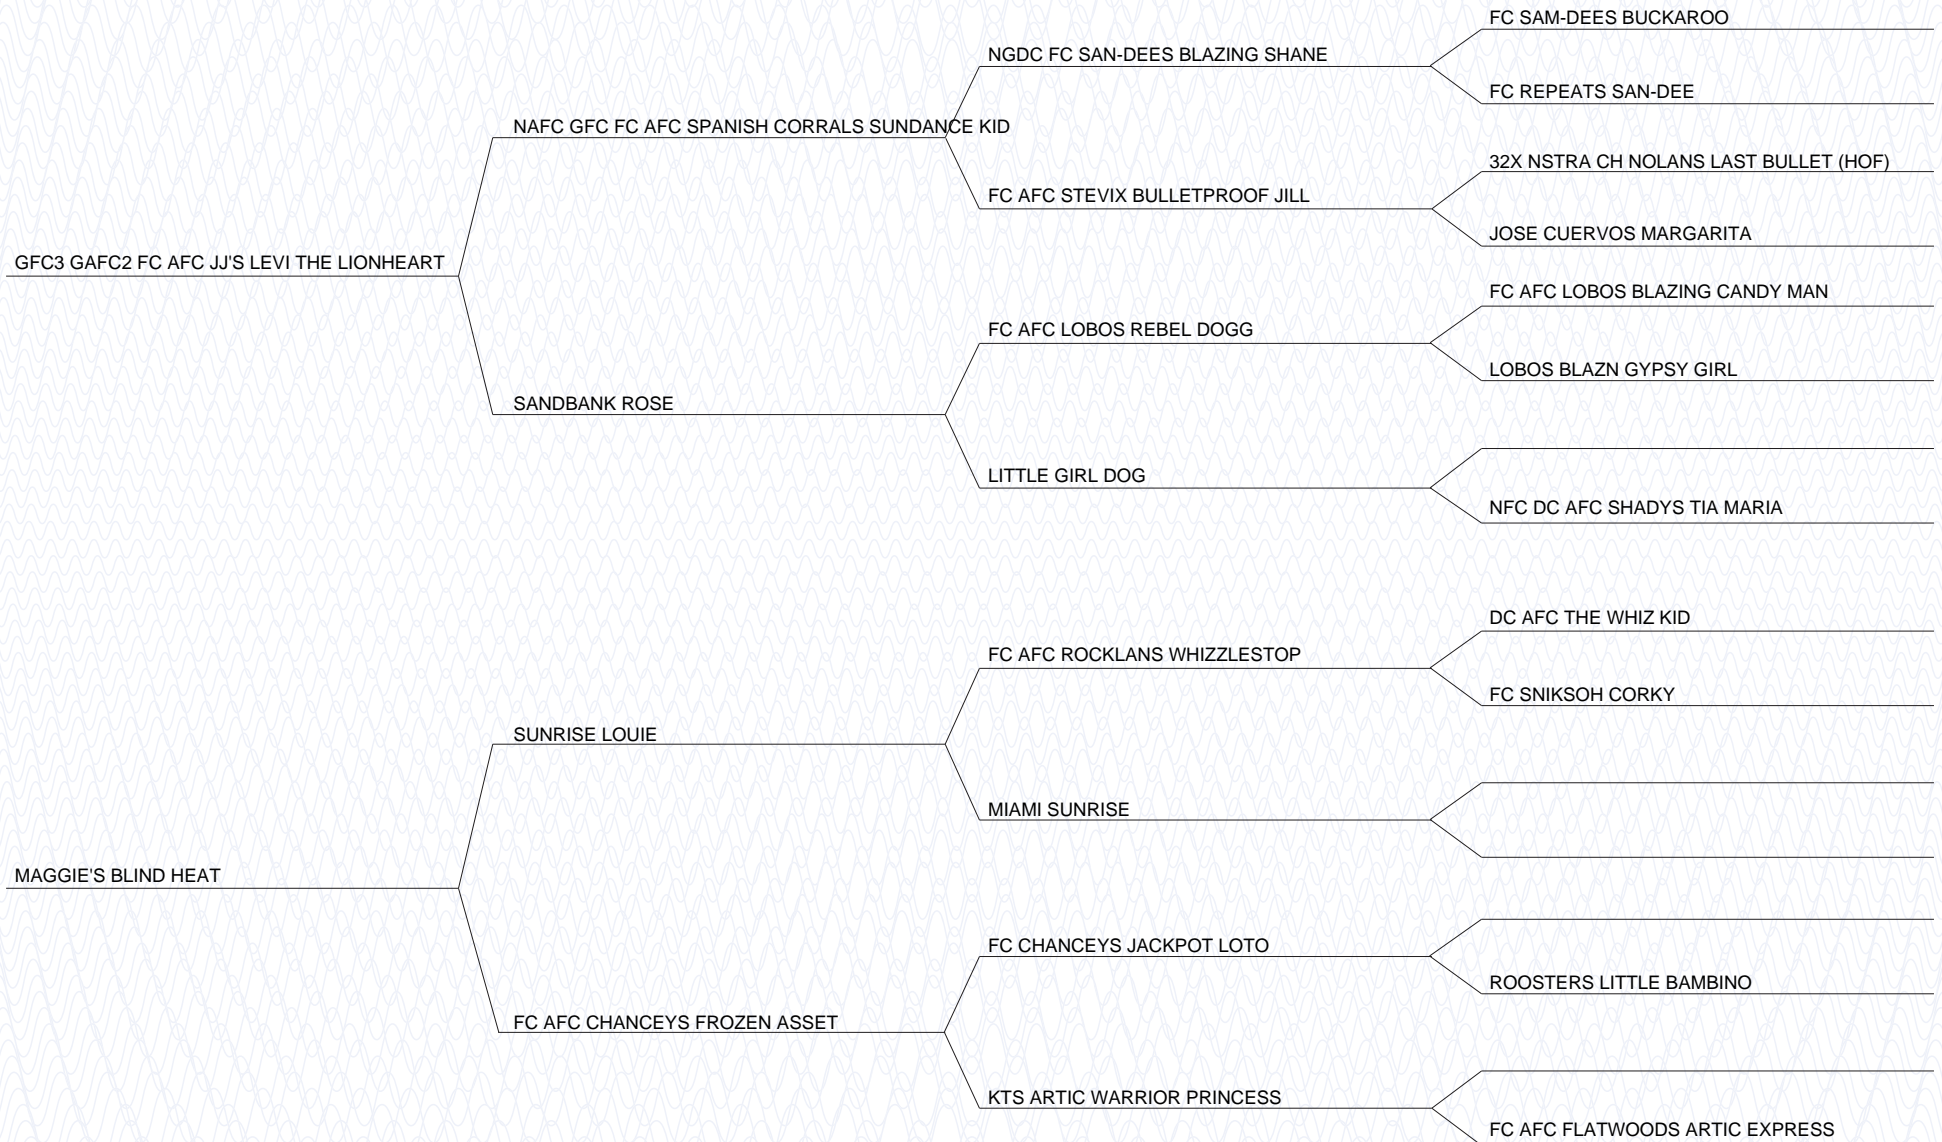 FC SAM-DEES BUCKAROO
NGDC FC SAN-DEES BLAZING SHANE
FC REPEATS SAN-DEE
NAFC GFC FC AFC SPANISH CORRALS SUNDANCE KID
32X NSTRA CH NOLANS LAST BULLET (HOF)
FC AFC STEVIX BULLETPROOF JILL
JOSE CUERVOS MARGARITA
GFC3 GAFC2 FC AFC JJ'S LEVI THE LIONHEART
FC AFC LOBOS BLAZING CANDY MAN
FC AFC LOBOS REBEL DOGG
LOBOS BLAZN GYPSY GIRL
SANDBANK ROSE
LITTLE GIRL DOG
NFC DC AFC SHADYS TIA MARIA
DC AFC THE WHIZ KID
FC AFC ROCKLANS WHIZZLESTOP
FC SNIKSOH CORKY
SUNRISE LOUIE
MIAMI SUNRISE
MAGGIE'S BLIND HEAT
FC CHANCEYS JACKPOT LOTO
ROOSTERS LITTLE BAMBINO
FC AFC CHANCEYS FROZEN ASSET
KTS ARTIC WARRIOR PRINCESS
FC AFC FLATWOODS ARTIC EXPRESS